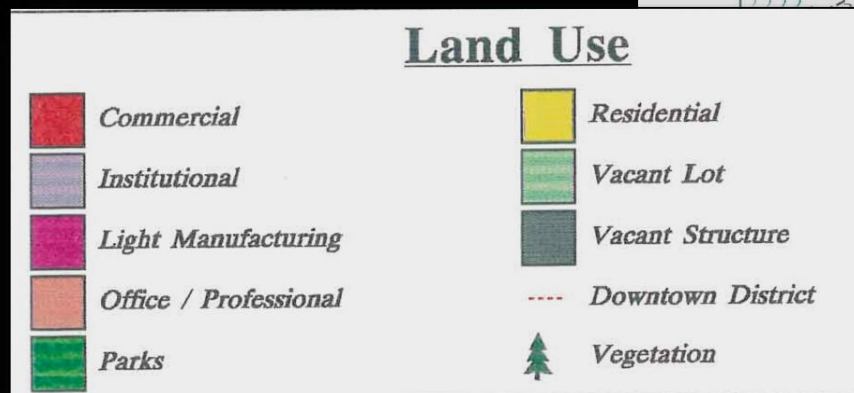 Land Use
Commercial
Institutional
Light Manufacturing
Office / Professional
Parks
Residential
Vacant Lot
Vacant Structure
Downtown District
Vegetation